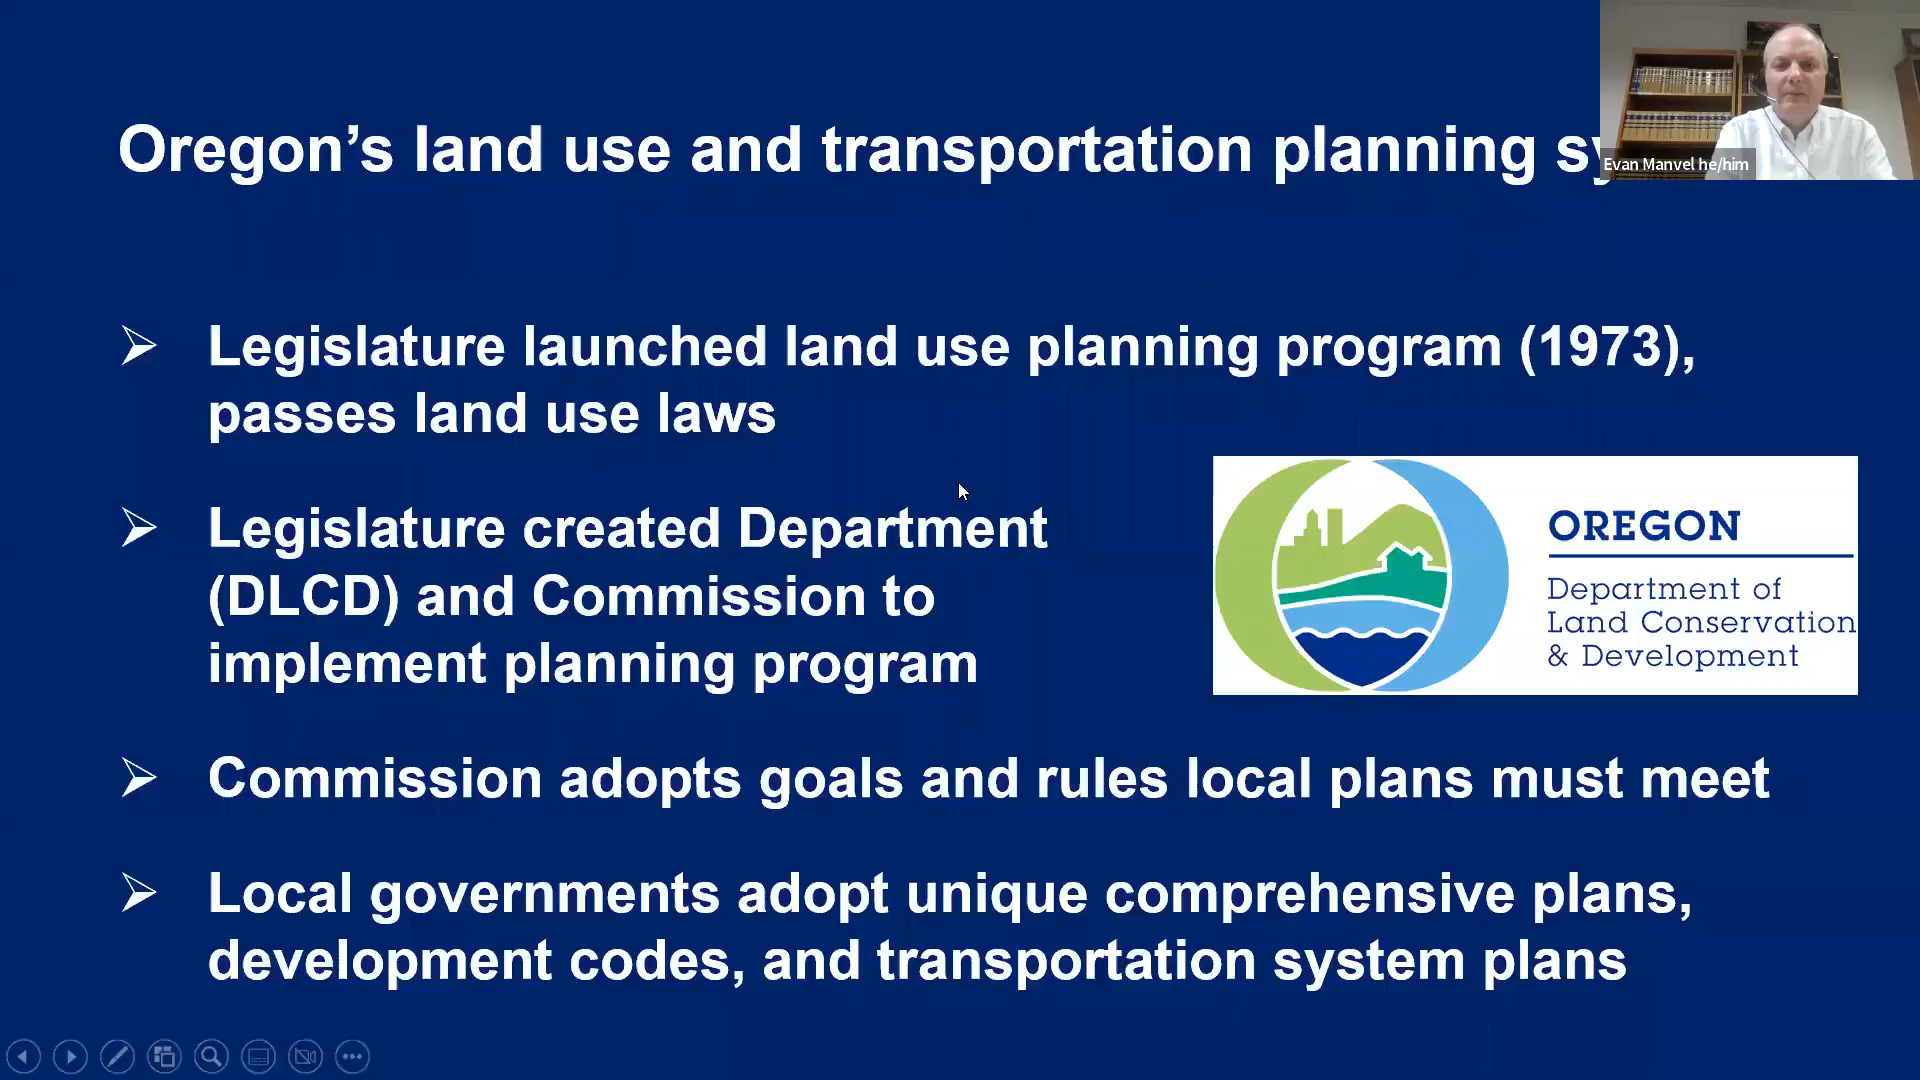 Oregon’s land use and transportation planning
Evan Manvel he/him
➢ Legislature launched land use planning program (1973),
passes land use laws
➢ Legislature created Department
(DLCD) and Commission to
implement planning program
OREGON
Department of
Land Conservation
& Development
➢ Commission adopts goals and rules local plans must meet
➢ Local governments adopt unique comprehensive plans,
development codes, and transportation system plans